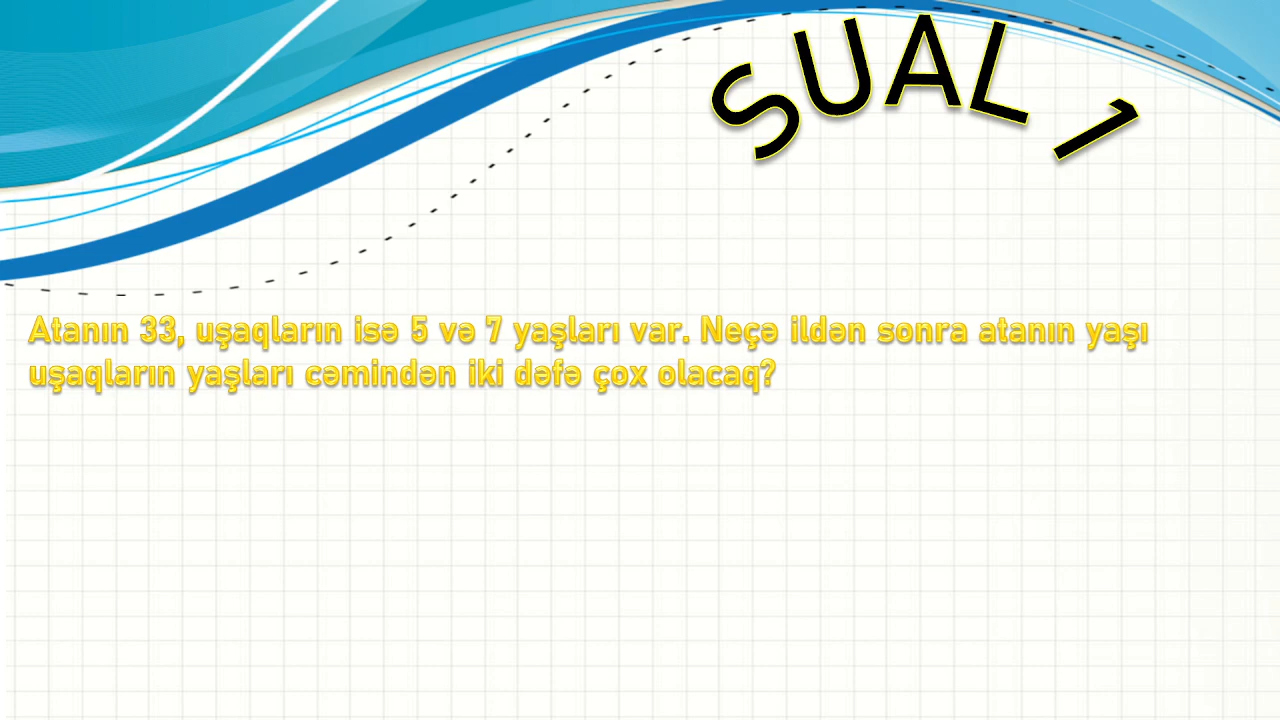 SUAL 1
Atanın 33, uşaqların isə 5 və 7 yaşları var. Neçə ildən sonra atanın yaşı
uşaqların yaşları cəmindən iki dəfə çox olacaq?